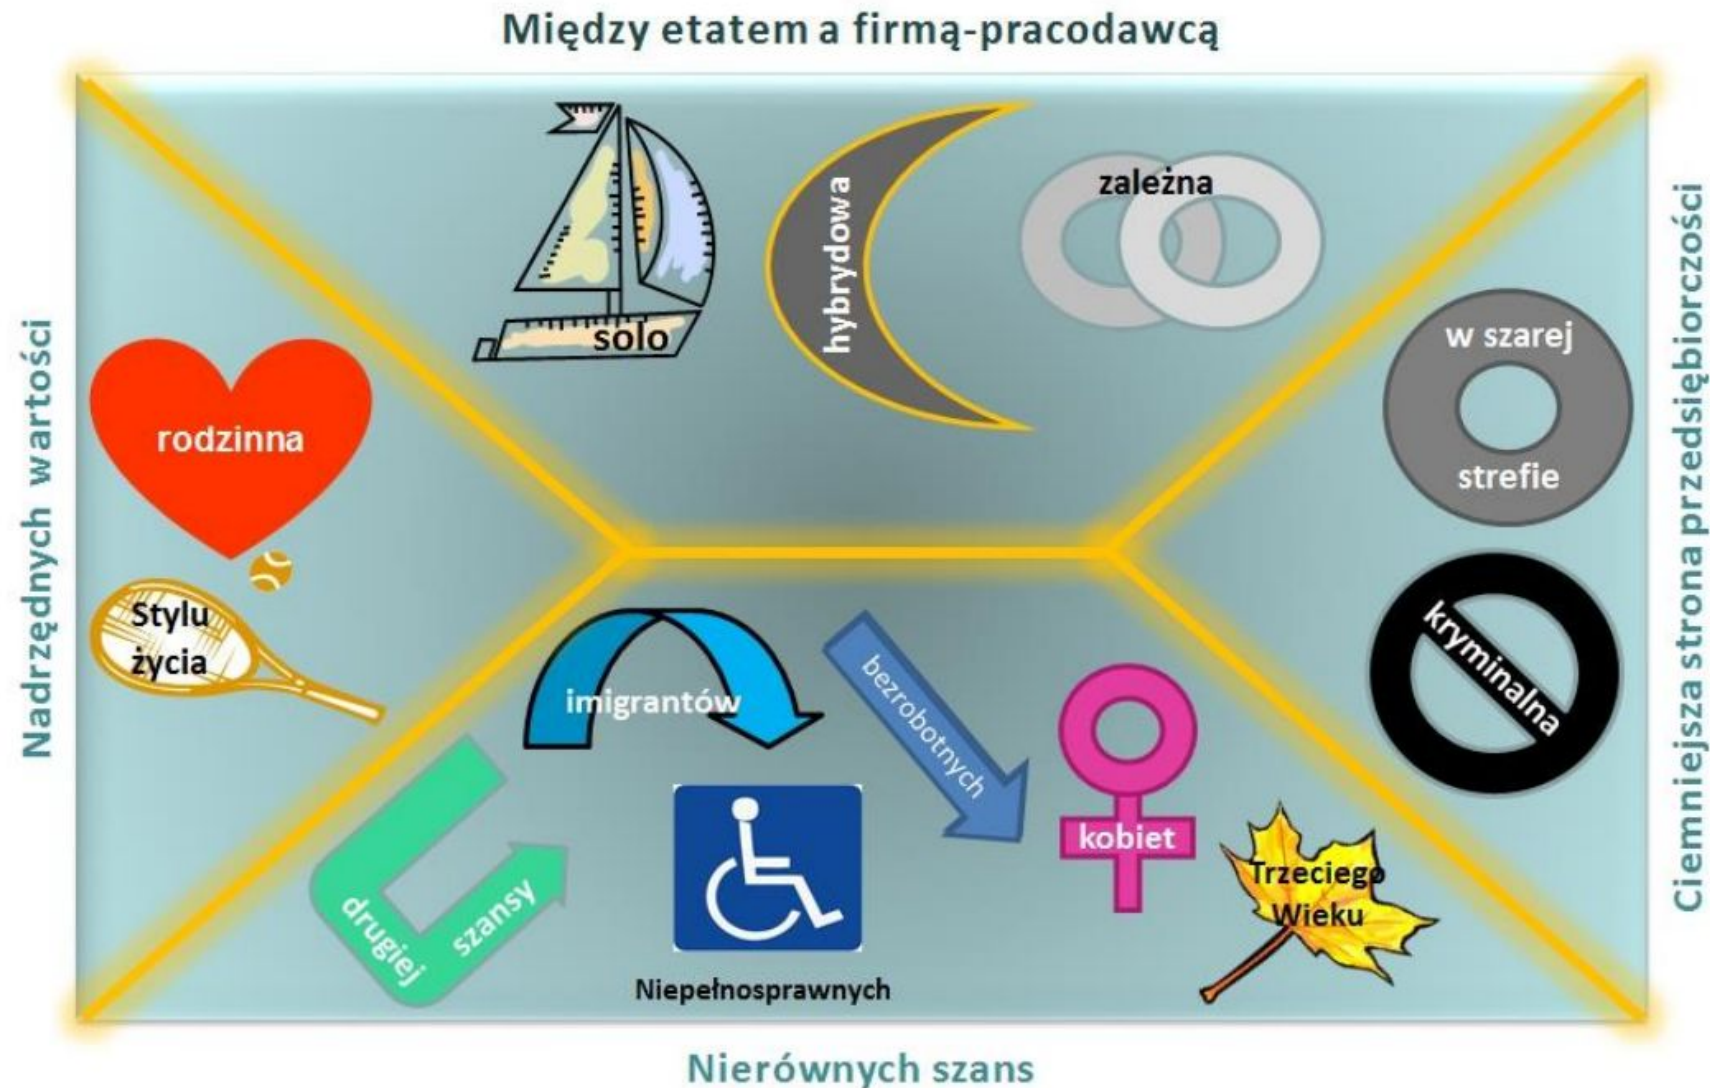 Między etatem a firmą-pracodawcą
solo
hybrydowa
zależna
Nadrzędnych wartości
rodzinna
Stylu
życia
w szarej
strefie
kryminalna
Ciemniejsza strona przedsiębiorczości
imigrantów
bezrobotnych
kobiet
drugiej
szansy
Niepełnosprawnych
Trzeciego
Wieku
Nierównych szans